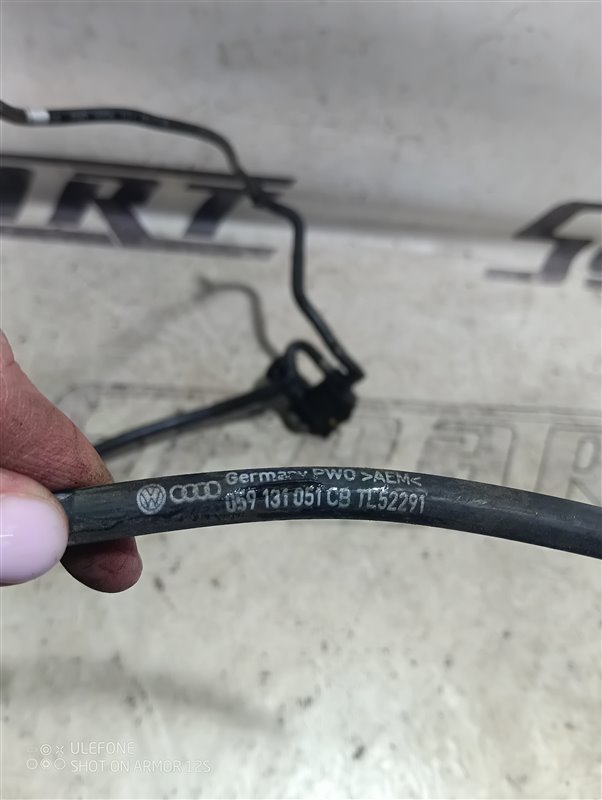 Germany PWO >AEM<
059 131 051 CB TL52291
ULEFONE
SHOT ON ARMOR 12S